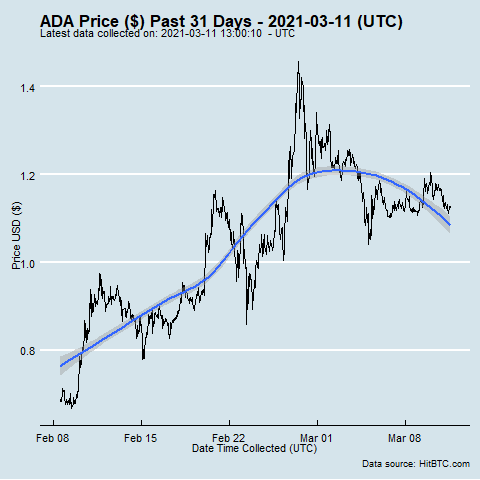 ADA Price ($) Past 31 Days - 2021-03-11 (UTC)
Latest data collected on: 2021-03-11 13:00:10 - UTC
1.4
1.2
1.0
0.8
Price USD ($)
Feb 08
Feb 15
Feb 22
Mar 01
Mar 08
Date Time Collected (UTC)
Data source: HitBTC.com